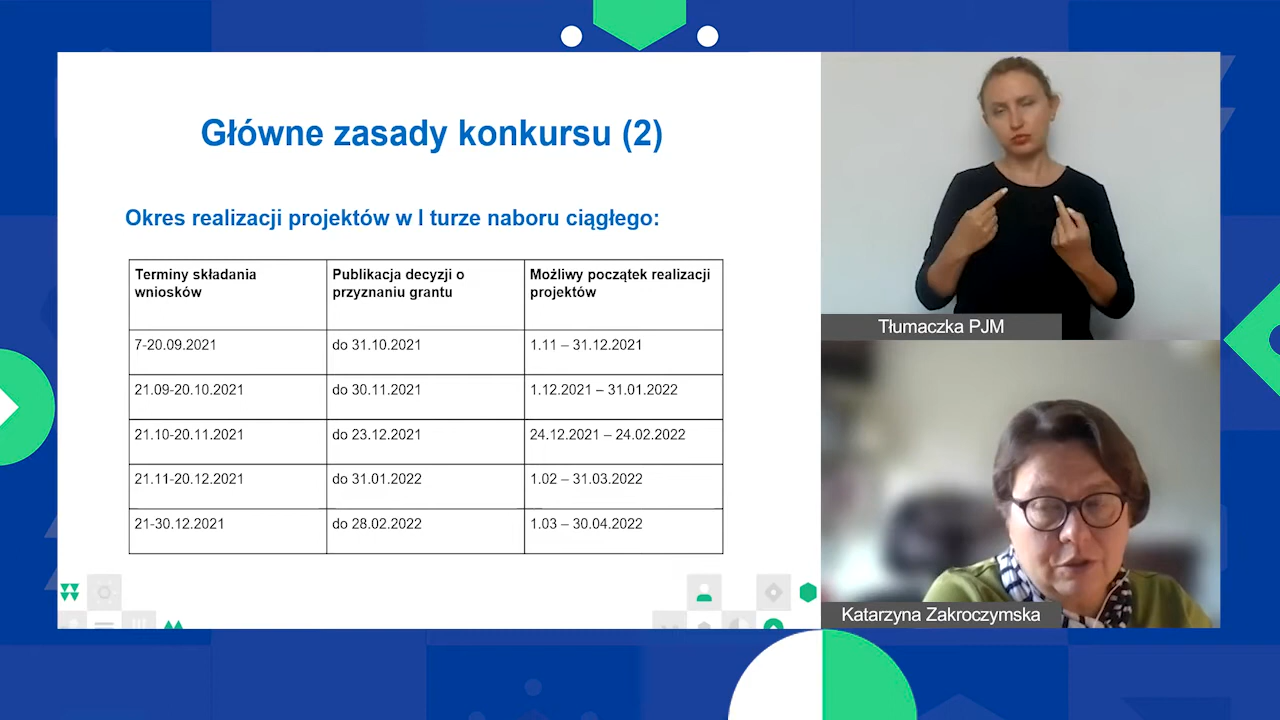 Główne zasady konkursu (2)
Okres realizacji projektów w I turze naboru ciągłego:
Terminy składania
wniosków
Publikacja decyzji o
przyznaniu grantu
Możliwy początek realizacji
projektów
7-20.09.2021
do 31.10.2021
1.11 – 31.12.2021
21.09-20.10.2021
do 30.11.2021
1.12.2021 – 31.01.2022
21.10-20.11.2021
do 23.12.2021
24.12.2021 – 24.02.2022
21.11-20.12.2021
do 31.01.2022
1.02 – 31.03.2022
21-30.12.2021
do 28.02.2022
1.03 – 30.04.2022
Tłumaczka PJM
Katarzyna Zakroczymska